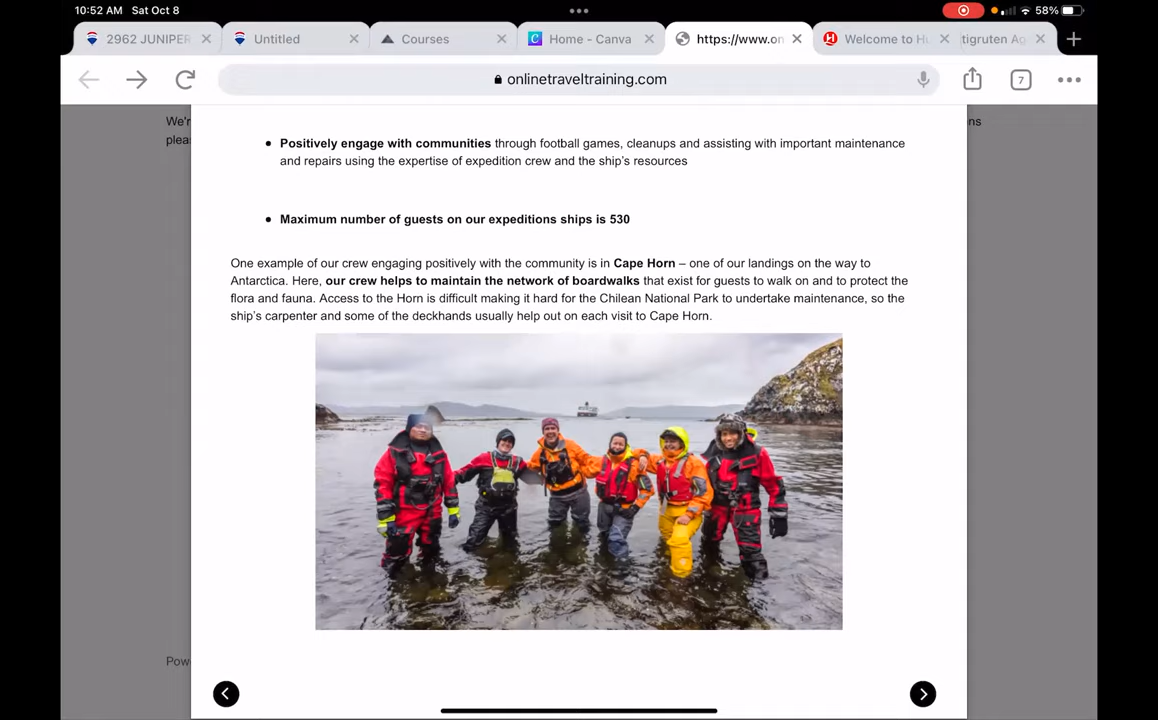 10:52 AM Sat Oct 8
58%
2962 JUNIPER
Untitled
Courses
Home - Canva
https://www.on
Welcome to Hu
tigruten Ag
onlinetraveltraining.com
7
We're
ns
pleas
• Positively engage with communities through football games, cleanups and assisting with important maintenance
and repairs using the expertise of expedition crew and the ship's resources
• Maximum number of guests on our expeditions ships is 530
One example of our crew engaging positively with the community is in Cape Horn – one of our landings on the way to
Antarctica. Here, our crew helps to maintain the network of boardwalks that exist for guests to walk on and to protect the
flora and fauna. Access to the Horn is difficult making it hard for the Chilean National Park to undertake maintenance, so the
ship's carpenter and some of the deckhands usually help out on each visit to Cape Horn.
Pow